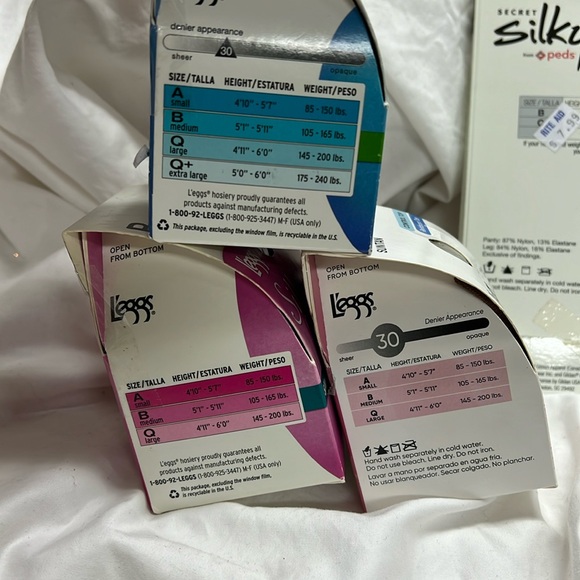 denier appearance
30
sheer
opaque
SIZE/TALLA HEIGHT/ESTATURA WEIGHT/PESO
A small 4'10" - 5'7" 85 - 150 lbs.
B medium 5'1" - 5'11" 105 - 165 lbs.
Q large 4'11" - 6'0" 145 - 200 lbs.
Q+ extra large 5'0" - 6'0" 175 - 240 lbs.
L'eggs® hosiery proudly guarantees all
products against manufacturing defects.
1-800-92-LEGGS (1-800-925-3447) M-F (USA only)
This package, excluding the window film, is recyclable in the U.S.
SECRET
Silky
from peds
SIZE / TALLA
B
RITE AID
$ 7.99
Panty: 87% Nylon, 13% Elastane
Leg: 84% Nylon, 16% Elastane
Exclusive of findings.
Hand wash separately in cold water.
Do not bleach. Line dry. Do not iron.
OPEN
FROM BOTTOM
L'eggs®
SIZE/TALLA HEIGHT/ESTATURA WEIGHT/PESO
A small 4'10" - 5'7" 85 - 150 lbs.
B medium 5'1" - 5'11" 105 - 165 lbs.
Q large 4'11" - 6'0" 145 - 200 lbs.
L'eggs® hosiery proudly guarantees all
products against manufacturing defects.
1-800-92-LEGGS (1-800-925-3447) M-F (USA only)
This package, excluding the window film,
is recyclable in the U.S.
SUNTAN
OPEN
FROM BOTTOM
L'eggs®
Denier Appearance
30
sheer
opaque
SIZE/TALLA HEIGHT/ESTATURA WEIGHT/PESO
A SMALL 4'10" - 5'7" 85 - 150 lbs.
B MEDIUM 5'1" - 5'11" 105 - 165 lbs.
Q LARGE 4'11" - 6'0" 145 - 200 lbs.
Hand wash separately in cold water.
Do not use bleach. Line dry. Do not iron.
Lavar a mano por separado en agua fria.
No usar blanqueador. Secar colgado. No planchar.